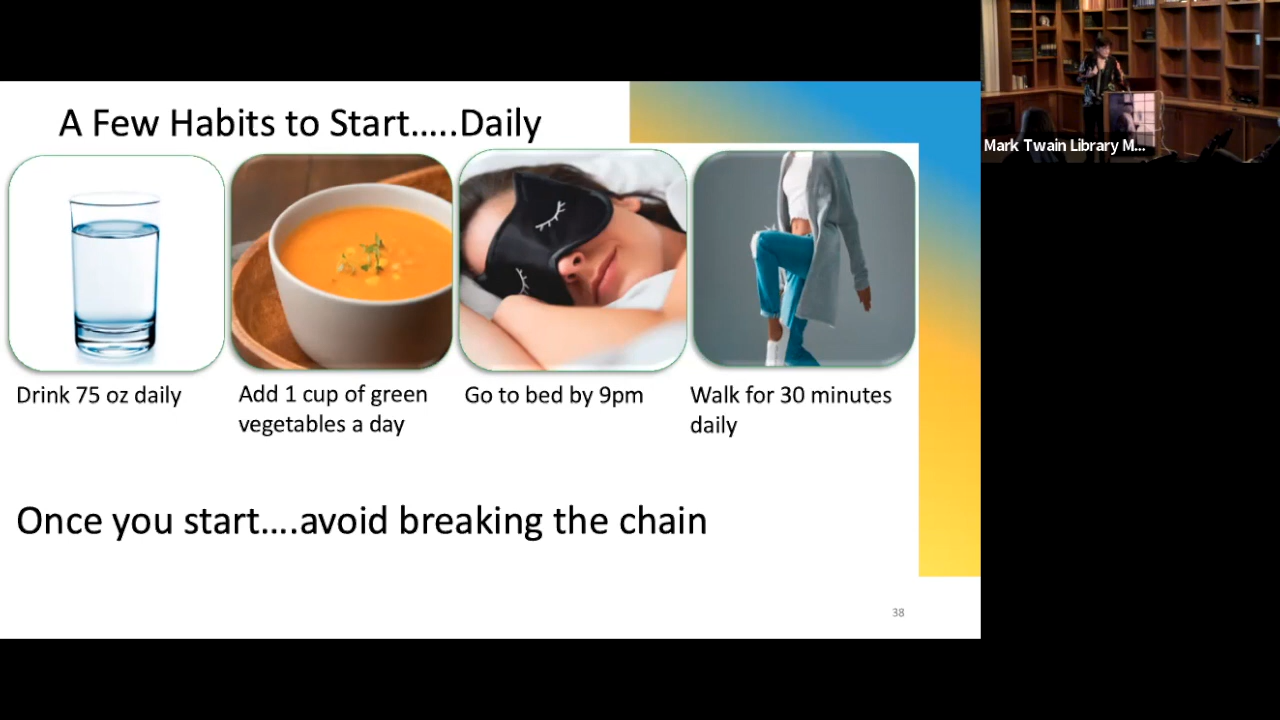 A Few Habits to Start.....Daily
Mark Twain Library M...
Drink 75 oz daily
Add 1 cup of green
vegetables a day
Go to bed by 9pm
Walk for 30 minutes
daily
Once you start....avoid breaking the chain
38